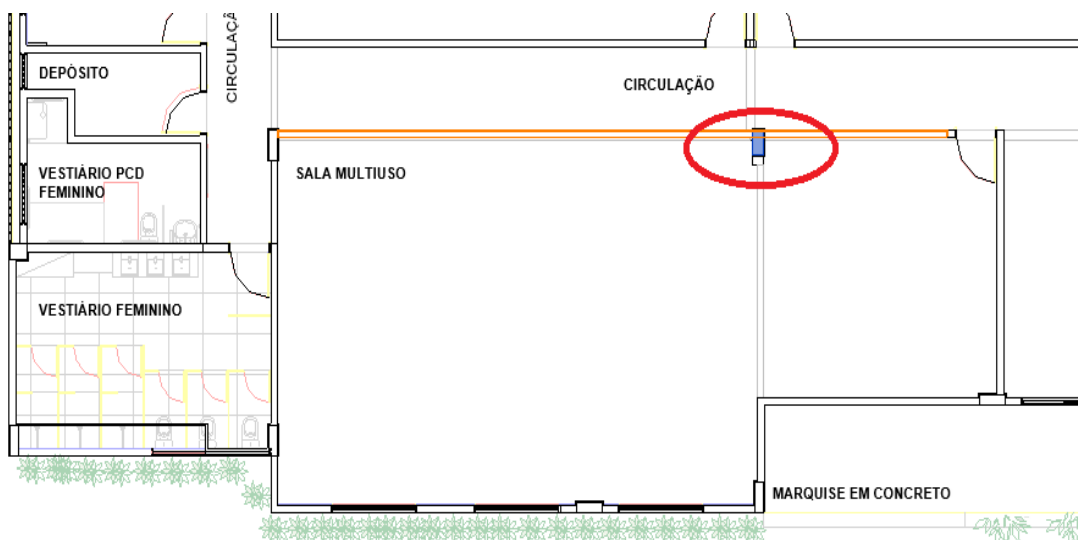 CIRCULAÇÃ
DEPÓSITO
CIRCULAÇÃO
VESTIÁRIO PCD
FEMININO
SALA MULTIUSO
VESTIÁRIO FEMININO
MARQUISE EM CONCRETO